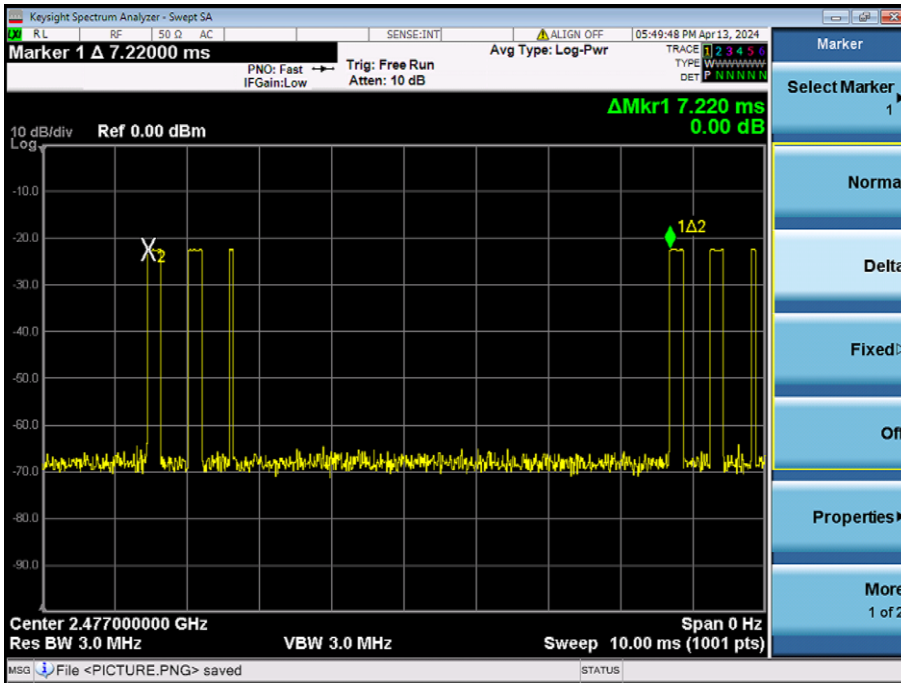 Keysight Spectrum Analyzer - Swept SA
LXI RL RF 50 Ω AC SENSE:INT ALIGN OFF 05:49:48 PM Apr 13, 2024
Marker 1 Δ 7.22000 ms
PNO: Fast
IFGain:Low
Trig: Free Run
Atten: 10 dB
Avg Type: Log-Pwr
TRACE 1 2 3 4 5 6
TYPE WWWWWW
DET P N N N N N
ΔMkr1 7.220 ms
0.00 dB
10 dB/div Ref 0.00 dBm
Log
-10.0
-20.0
-30.0
-40.0
-50.0
-60.0
-70.0
-80.0
-90.0
X2
1Δ2
Center 2.477000000 GHz Span 0 Hz
Res BW 3.0 MHz VBW 3.0 MHz Sweep 10.00 ms (1001 pts)
MSG File <PICTURE.PNG> saved STATUS
Marker
Select Marker
1
Norma
Delta
Fixed
Off
Properties
More
1 of 2